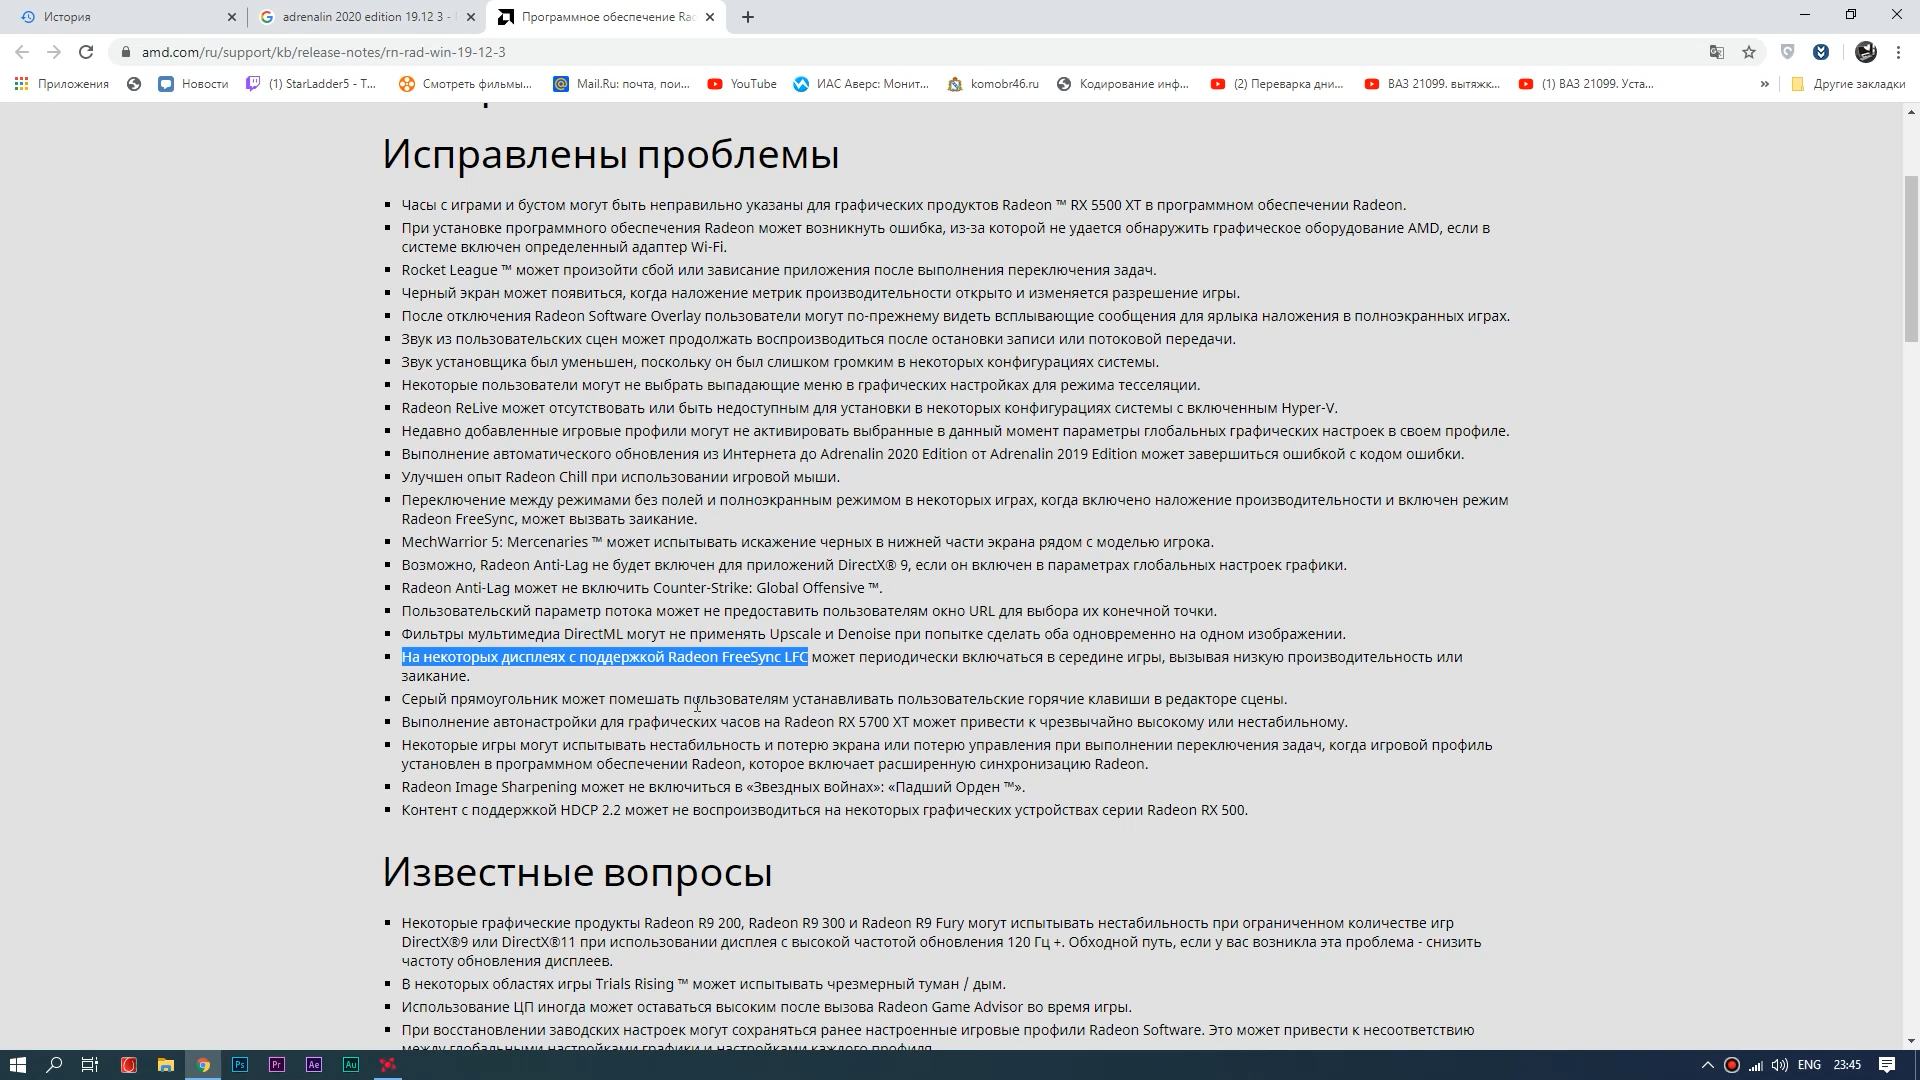 История
adrenalin 2020 edition 19.12 3 -
Программное обеспечение Rad
amd.com/ru/support/kb/release-notes/rn-rad-win-19-12-3
Приложения
Новости
(1) StarLadder5 - T...
Смотреть фильмы...
Mail.Ru: почта, пои...
YouTube
ИАС Аверс: Монит...
komobr46.ru
Кодирование инф...
(2) Переварка дни...
ВАЗ 21099. вытяжк...
(1) ВАЗ 21099. Уста...
»
Другие закладки
Исправлены проблемы
Часы с играми и бустом могут быть неправильно указаны для графических продуктов Radeon ™ RX 5500 XT в программном обеспечении Radeon.
При установке программного обеспечения Radeon может возникнуть ошибка, из-за которой не удается обнаружить графическое оборудование AMD, если в
системе включен определенный адаптер Wi-Fi.
Rocket League ™ может произойти сбой или зависание приложения после выполнения переключения задач.
Черный экран может появиться, когда наложение метрик производительности открыто и изменяется разрешение игры.
После отключения Radeon Software Overlay пользователи могут по-прежнему видеть всплывающие сообщения для ярлыка наложения в полноэкранных играх.
Звук из пользовательских сцен может продолжать воспроизводиться после остановки записи или потоковой передачи.
Звук установщика был уменьшен, поскольку он был слишком громким в некоторых конфигурациях системы.
Некоторые пользователи могут не выбрать выпадающие меню в графических настройках для режима тесселяции.
Radeon ReLive может отсутствовать или быть недоступным для установки в некоторых конфигурациях системы с включенным Hyper-V.
Недавно добавленные игровые профили могут не активировать выбранные в данный момент параметры глобальных графических настроек в своем профиле.
Выполнение автоматического обновления из Интернета до Adrenalin 2020 Edition от Adrenalin 2019 Edition может завершиться ошибкой с кодом ошибки.
Улучшен опыт Radeon Chill при использовании игровой мыши.
Переключение между режимами без полей и полноэкранным режимом в некоторых играх, когда включено наложение производительности и включен режим
Radeon FreeSync, может вызвать заикание.
MechWarrior 5: Mercenaries ™ может испытывать искажение черных в нижней части экрана рядом с моделью игрока.
Возможно, Radeon Anti-Lag не будет включен для приложений DirectX® 9, если он включен в параметрах глобальных настроек графики.
Radeon Anti-Lag может не включить Counter-Strike: Global Offensive ™.
Пользовательский параметр потока может не предоставить пользователям окно URL для выбора их конечной точки.
Фильтры мультимедиа DirectML могут не применять Upscale и Denoise при попытке сделать оба одновременно на одном изображении.
На некоторых дисплеях с поддержкой Radeon FreeSync LFC может периодически включаться в середине игры, вызывая низкую производительность или
заикание.
Серый прямоугольник может помешать пользователям устанавливать пользовательские горячие клавиши в редакторе сцены.
Выполнение автонастройки для графических часов на Radeon RX 5700 XT может привести к чрезвычайно высокому или нестабильному.
Некоторые игры могут испытывать нестабильность и потерю экрана или потерю управления при выполнении переключения задач, когда игровой профиль
установлен в программном обеспечении Radeon, которое включает расширенную синхронизацию Radeon.
Radeon Image Sharpening может не включиться в «Звездных войнах»: «Падший Орден ™».
Контент с поддержкой HDCP 2.2 может не воспроизводиться на некоторых графических устройствах серии Radeon RX 500.
Известные вопросы
Некоторые графические продукты Radeon R9 200, Radeon R9 300 и Radeon R9 Fury могут испытывать нестабильность при ограниченном количестве игр
DirectX®9 или DirectX®11 при использовании дисплея с высокой частотой обновления 120 Гц +. Обходной путь, если у вас возникла эта проблема - снизить
частоту обновления дисплеев.
В некоторых областях игры Trials Rising ™ может испытывать чрезмерный туман / дым.
Использование ЦП иногда может оставаться высоким после вызова Radeon Game Advisor во время игры.
При восстановлении заводских настроек могут сохраняться ранее настроенные игровые профили Radeon Software. Это может привести к несоответствию
между глобальными настройками графики и настройками каждого профиля.
Ps
Pr
Ae
Au
ENG
23:45